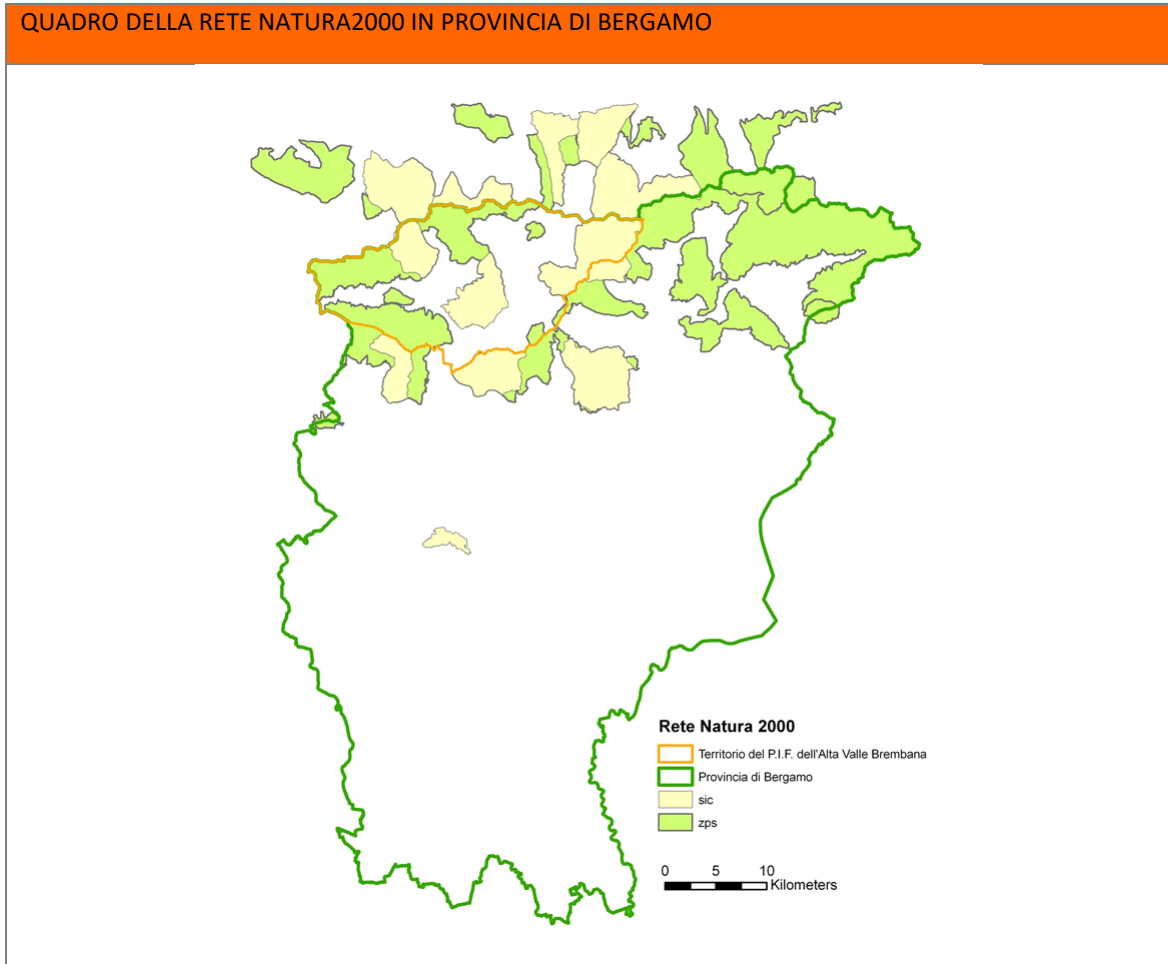 QUADRO DELLA RETE NATURA2000 IN PROVINCIA DI BERGAMO
Rete Natura 2000
Territorio del P.I.F. dell'Alta Valle Brembana
Provincia di Bergamo
sic
zps
0 5 10
Kilometers